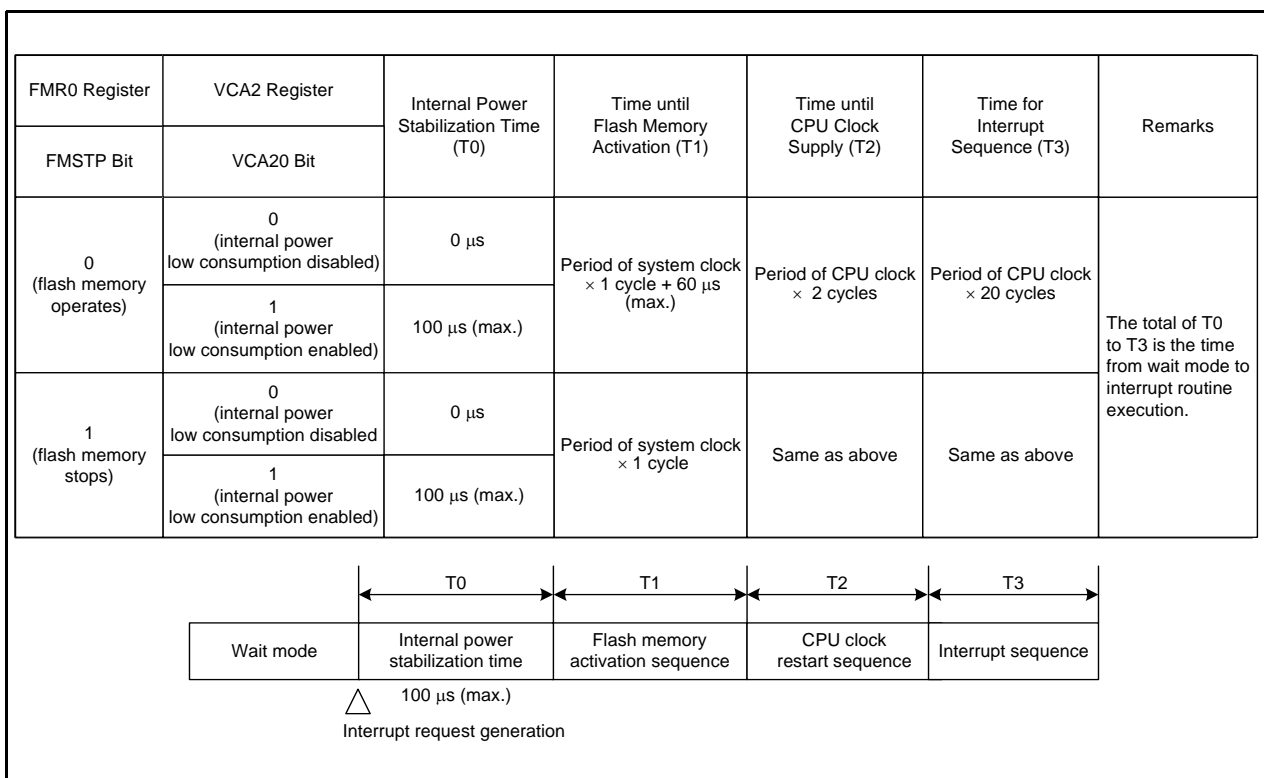 FMR0 Register
VCA2 Register
Internal Power
Stabilization Time
(T0)
Time until
Flash Memory
Activation (T1)
Time until
CPU Clock
Supply (T2)
Time for
Interrupt
Sequence (T3)
Remarks
FMSTP Bit
VCA20 Bit
0
(flash memory
operates)
0
(internal power
low consumption disabled)
0 μs
Period of system clock
× 1 cycle + 60 μs
(max.)
Period of CPU clock
× 2 cycles
Period of CPU clock
× 20 cycles
The total of T0
to T3 is the time
from wait mode to
interrupt routine
execution.
1
(internal power
low consumption enabled)
100 μs (max.)
1
(flash memory
stops)
0
(internal power
low consumption disabled
0 μs
Period of system clock
× 1 cycle
Same as above
Same as above
1
(internal power
low consumption enabled)
100 μs (max.)
T0
T1
T2
T3
Wait mode
Internal power
stabilization time
Flash memory
activation sequence
CPU clock
restart sequence
Interrupt sequence
100 μs (max.)
Interrupt request generation